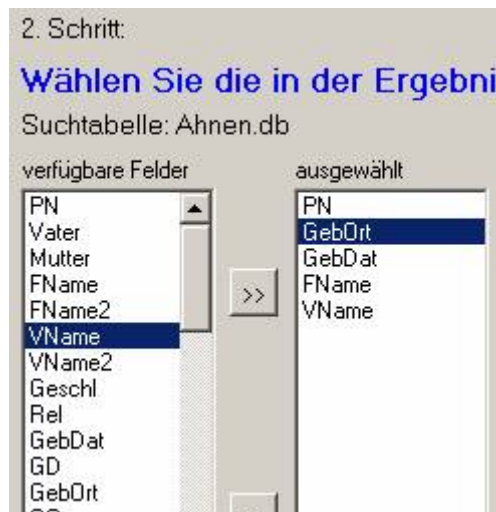 2. Schritt:
Wählen Sie die in der Ergebni
Suchtabelle: Ahnen.db
verfügbare Felder
PN
Vater
Mutter
FName
FName2
VName
VName2
Geschl
Rel
GebDat
GD
GebOrt
>>
ausgewählt
PN
GebOrt
GebDat
FName
VName